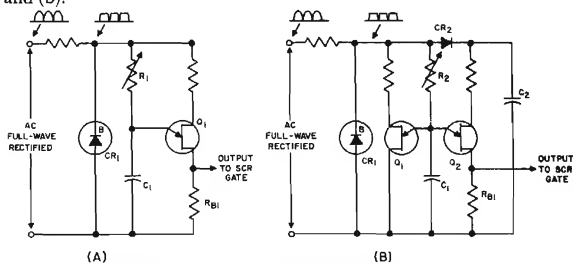 and (B).
R1
B
CR1
C1
Q1
AC
FULL-WAVE
RECTIFIED
OUTPUT
TO SCR
GATE
RB1
(A)
CR2
R2
C2
B
CR1
Q1
Q2
C1
AC
FULL-WAVE
RECTIFIED
OUTPUT
TO SCR
GATE
RB1
(B)